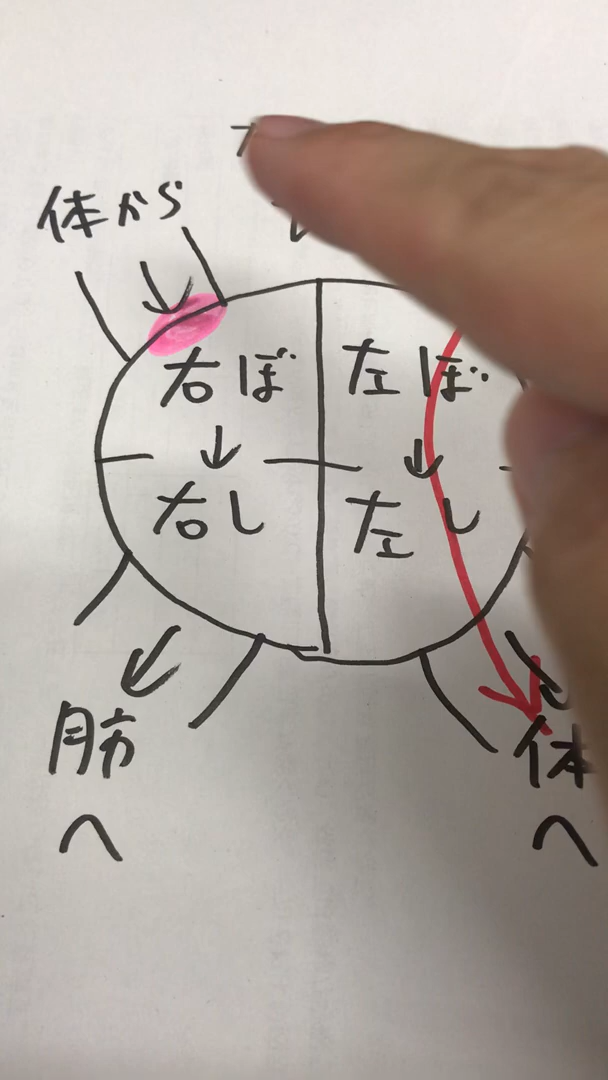 体から
右ぼ 左ぼ
右し 左し
肺 体
へ へ